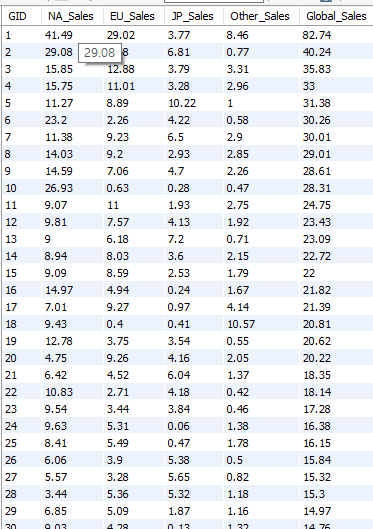 GID NA_Sales EU_Sales JP_Sales Other_Sales Global_Sales
1 41.49 29.02 3.77 8.46 82.74
2 29.08 29.08 8 6.81 0.77 40.24
3 15.85 12.88 3.79 3.31 35.83
4 15.75 11.01 3.28 2.96 33
5 11.27 8.89 10.22 1 31.38
6 23.2 2.26 4.22 0.58 30.26
7 11.38 9.23 6.5 2.9 30.01
8 14.03 9.2 2.93 2.85 29.01
9 14.59 7.06 4.7 2.26 28.61
10 26.93 0.63 0.28 0.47 28.31
11 9.07 11 1.93 2.75 24.75
12 9.81 7.57 4.13 1.92 23.43
13 9 6.18 7.2 0.71 23.09
14 8.94 8.03 3.6 2.15 22.72
15 9.09 8.59 2.53 1.79 22
16 14.97 4.94 0.24 1.67 21.82
17 7.01 9.27 0.97 4.14 21.39
18 9.43 0.4 0.41 10.57 20.81
19 12.78 3.75 3.54 0.55 20.62
20 4.75 9.26 4.16 2.05 20.22
21 6.42 4.52 6.04 1.37 18.35
22 10.83 2.71 4.18 0.42 18.14
23 9.54 3.44 3.84 0.46 17.28
24 9.63 5.31 0.06 1.38 16.38
25 8.41 5.49 0.47 1.78 16.15
26 6.06 3.9 5.38 0.5 15.84
27 5.57 3.28 5.65 0.82 15.32
28 3.44 5.36 5.32 1.18 15.3
29 6.85 5.09 1.87 1.16 14.97
30 9.03 4.28 0.13 1.32 14.76